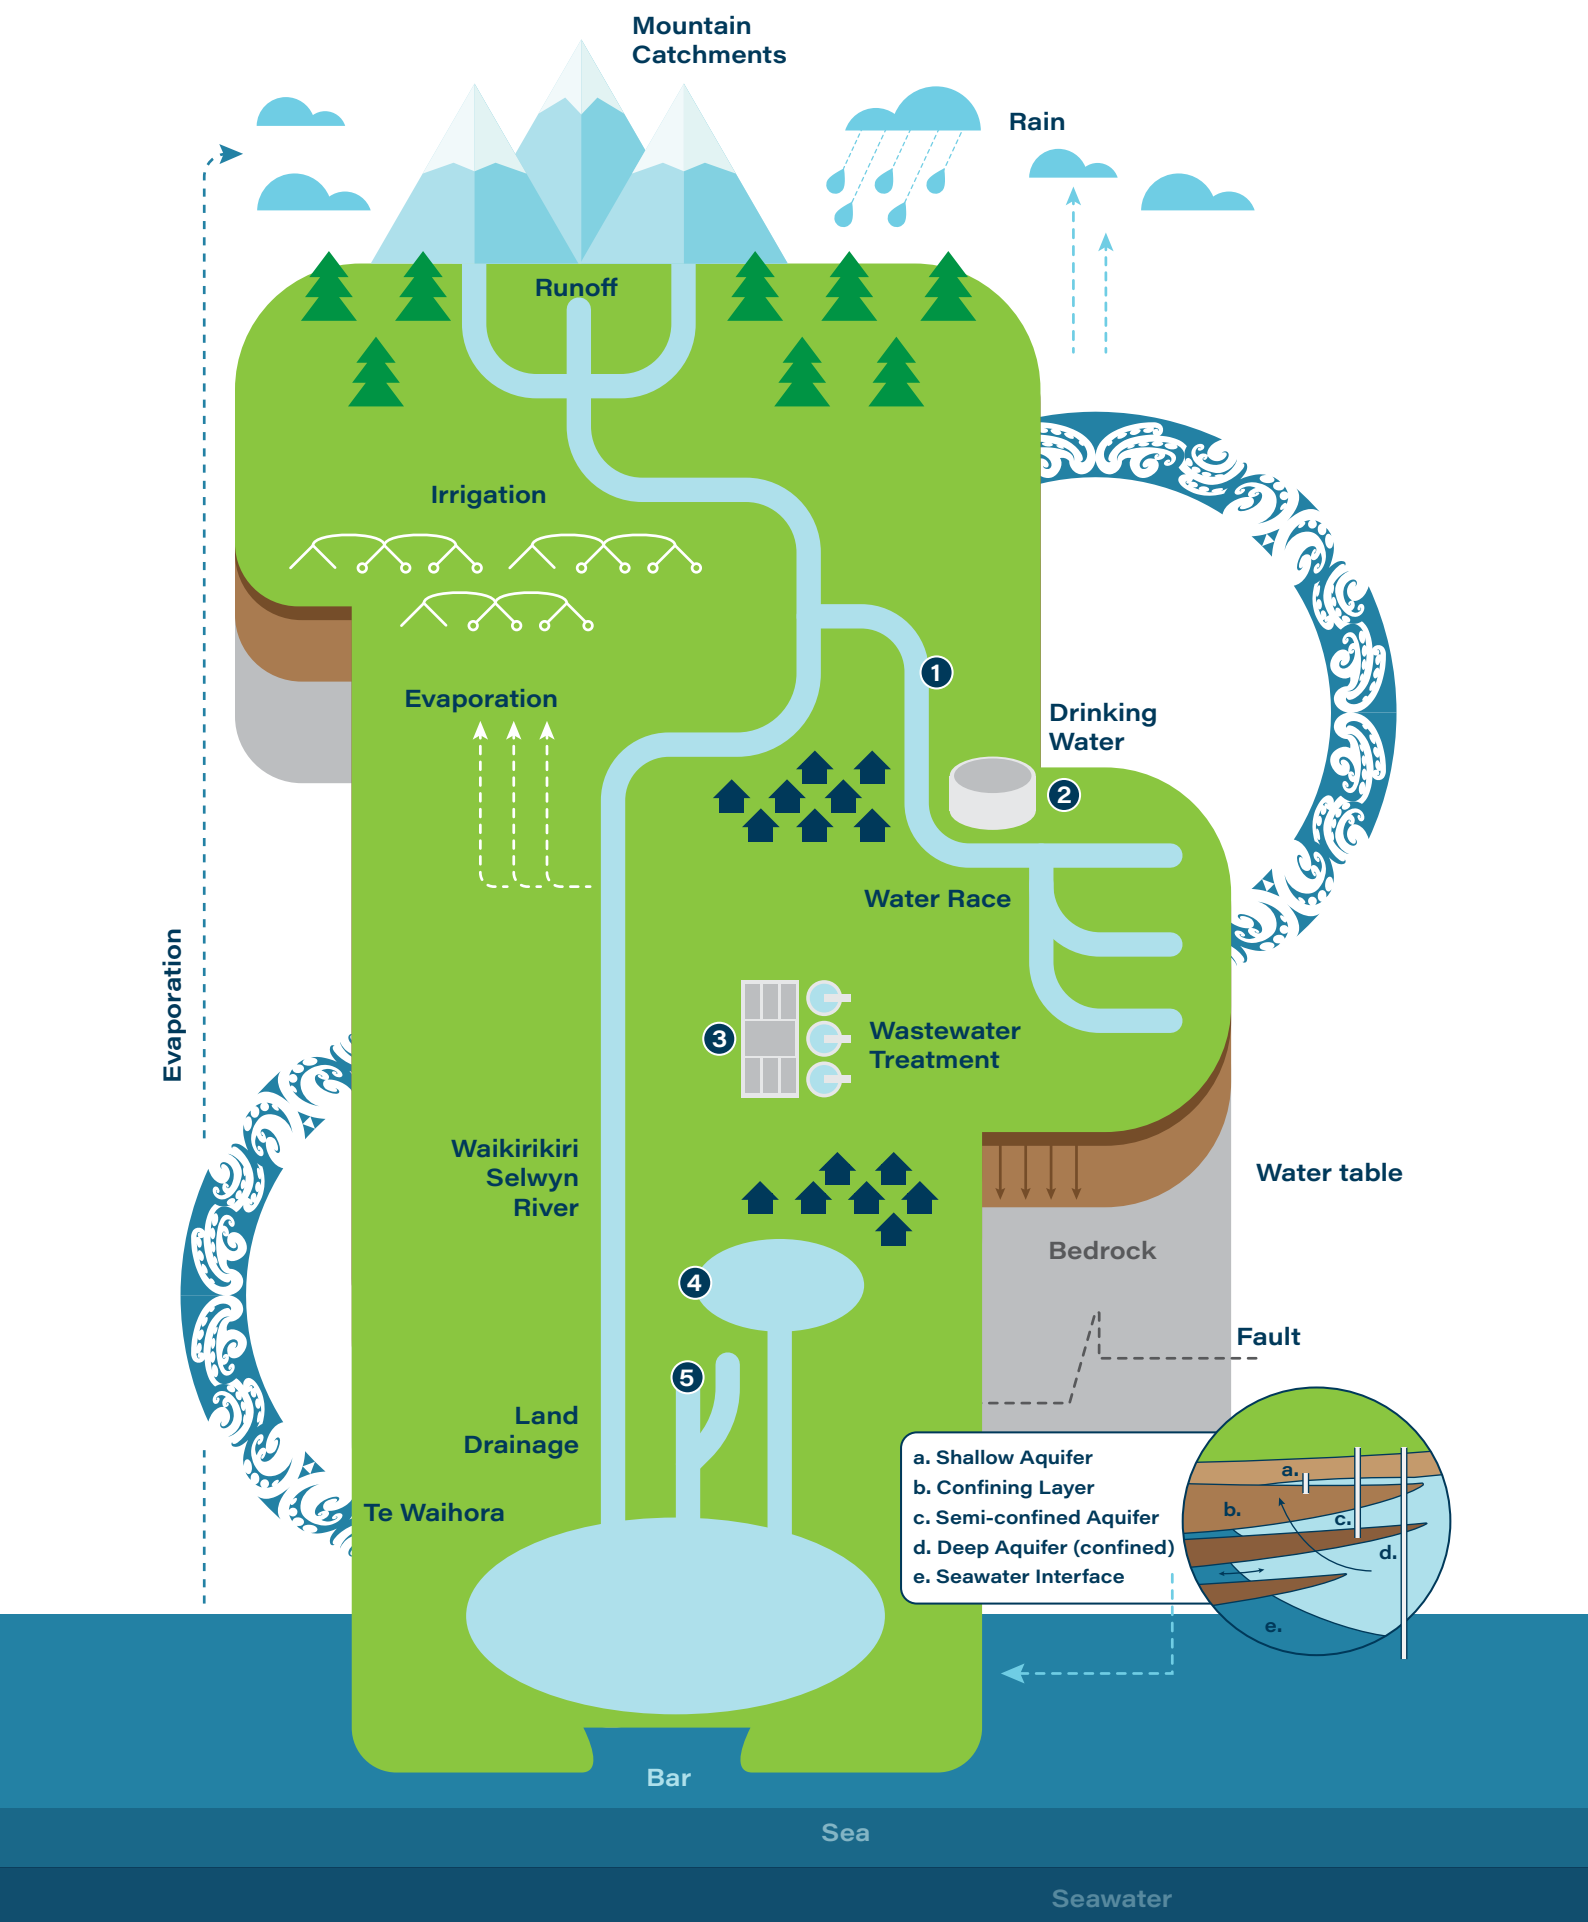 Mountain
Catchments
Rain
Runoff
Irrigation
Evaporation
1
Drinking
Water
2
Water Race
Evaporation
3
Wastewater
Treatment
Waikirikiri
Selwyn
River
Water table
Bedrock
4
Fault
5
Land
Drainage
Te Waihora
a. Shallow Aquifer
b. Confining Layer
c. Semi-confined Aquifer
d. Deep Aquifer (confined)
e. Seawater Interface
a.
b.
c.
d.
e.
Bar
Sea
Seawater